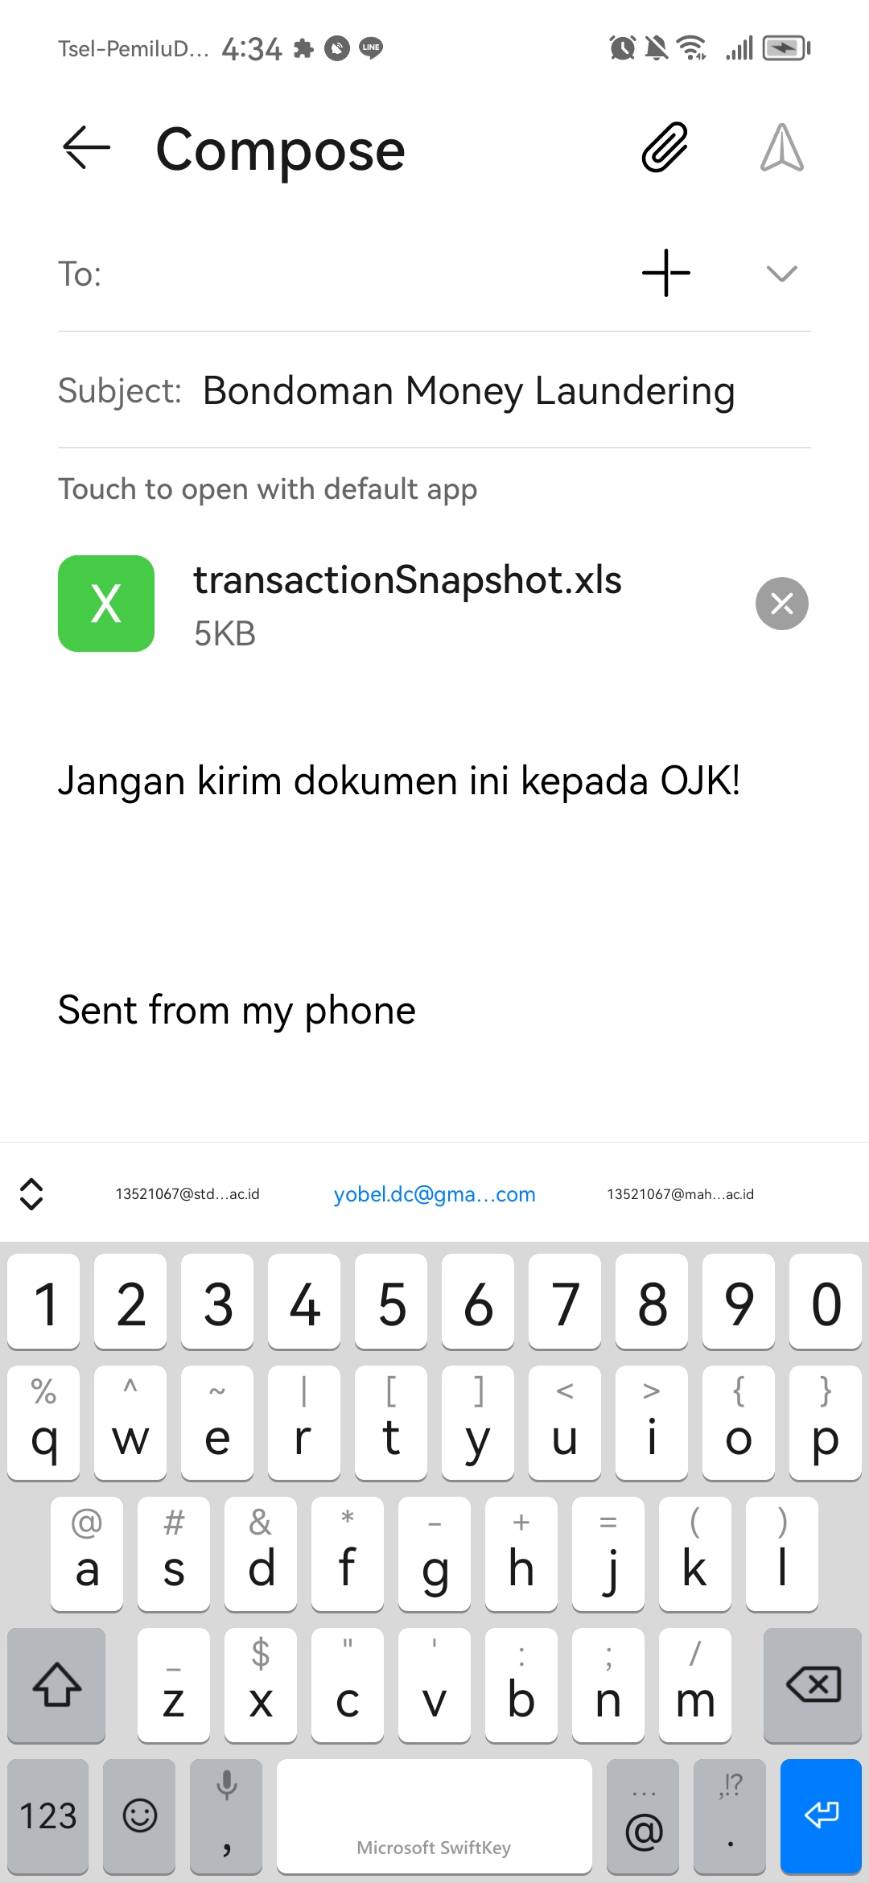 Tsel-PemiluD... 4:34 LINE
Compose
To:
Subject: Bondoman Money Laundering
Touch to open with default app
X transactionSnapshot.xls
5KB
Jangan kirim dokumen ini kepada OJK!
Sent from my phone
13521067@std...ac.id yobel.dc@gma...com 13521067@mah...ac.id
1 2 3 4 5 6 7 8 9 0
% ^ ~ | [ ] < > { }
q w e r t y u i o p
@ # & * - + = ( )
a s d f g h j k l
_ $ " ' : ; /
z x c v b n m
... ,!?
123 , Microsoft SwiftKey @ .